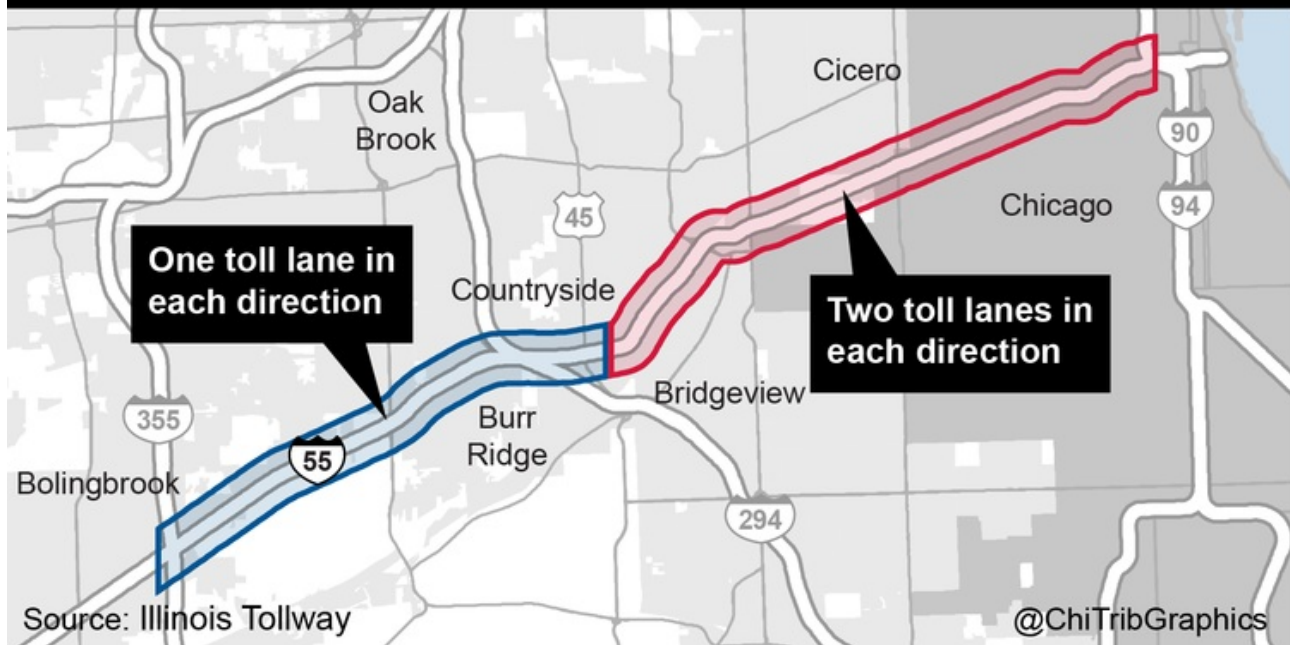 Cicero
Oak
Brook
90
45
94
Chicago
One toll lane in
each direction
Countryside
Two toll lanes in
each direction
Bridgeview
355
Burr
Ridge
55
Bolingbrook
294
Source: Illinois Tollway
@ChiTribGraphics